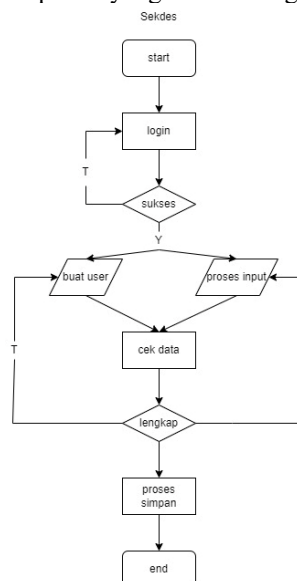 Sekdes
start
login
T
sukses
Y
buat user
proses input
cek data
T
lengkap
proses
simpan
end